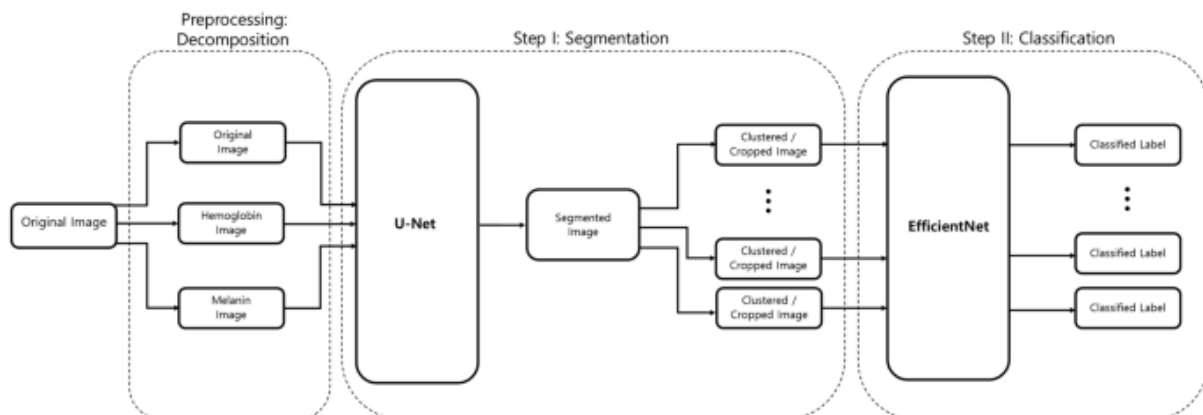 Preprocessing:
Decomposition
Step I: Segmentation
Step II: Classification
Original Image
Original
Image
Hemoglobin
Image
Melanin
Image
U-Net
Segmented
Image
Clustered /
Cropped Image
Clustered /
Cropped Image
Clustered /
Cropped Image
EfficientNet
Classified Label
Classified Label
Classified Label